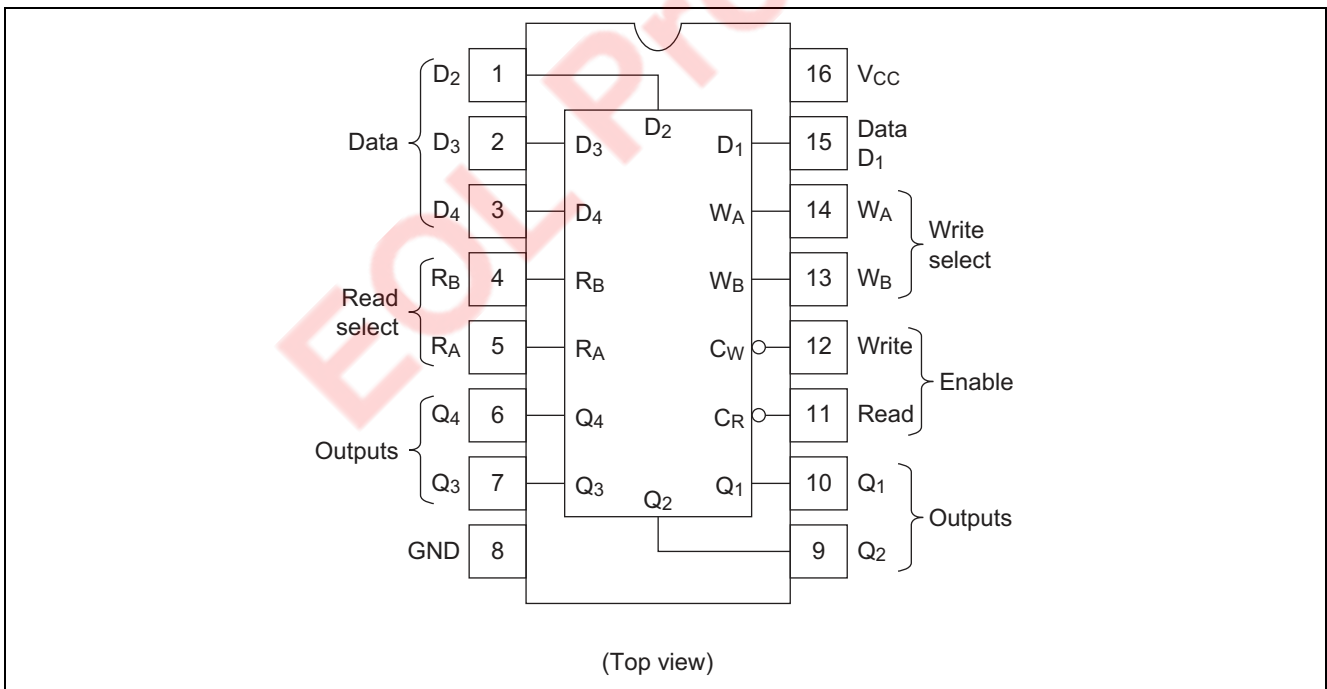 EOL Pro
D2 1
Data D3 2
D4 3
Read select RB 4
RA 5
Outputs Q4 6
Q3 7
GND 8
D2
D3 D1
D4 WA
RB WB
RA CW
Q4 CR
Q3 Q2 Q1
16 VCC
15 Data D1
14 WA
Write select
13 WB
12 Write
Enable
11 Read
10 Q1
Outputs
9 Q2
(Top view)